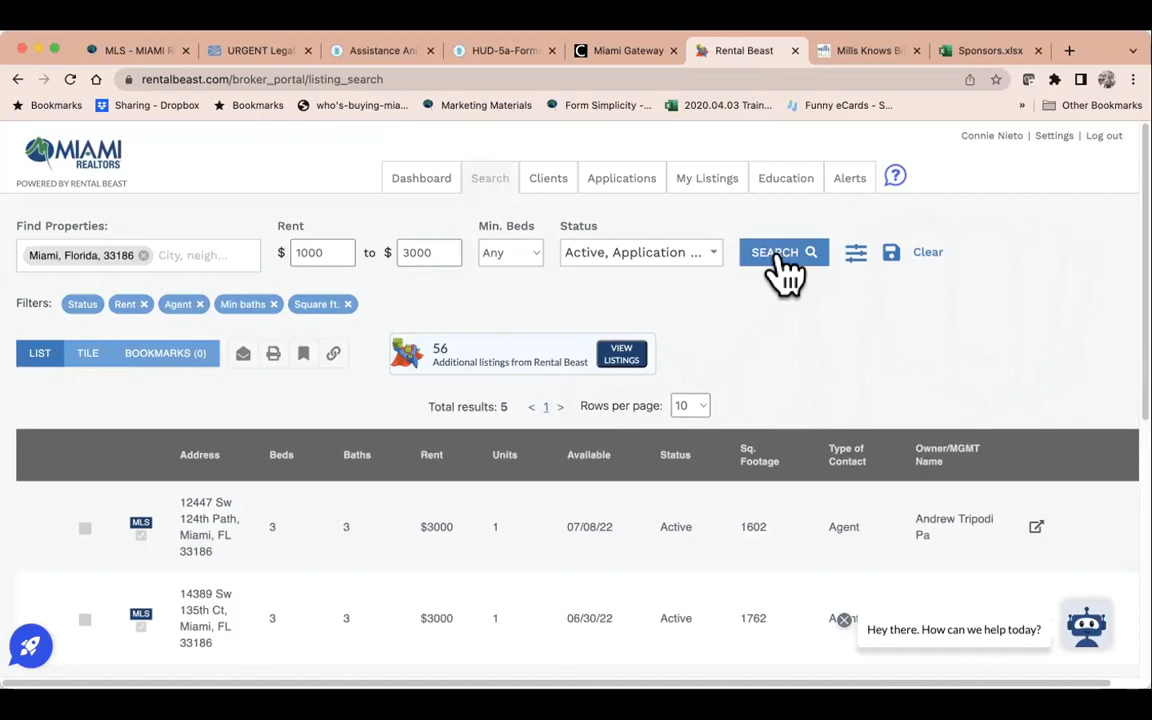 MLS - MIAMI R
URGENT Lega
Assistance An
HUD-5a-Form
Miami Gateway
Rental Beast
Mills Knows B
Sponsors.xlsx
rentalbeast.com/broker_portal/listing_search
Bookmarks
Sharing - Dropbox
Bookmarks
who's-buying-mia...
Marketing Materials
Form Simplicity -...
2020.04.03 Train...
Funny eCards - S...
»
Other Bookmarks
MIAMI
REALTORS
POWERED BY RENTAL BEAST
Connie Nieto | Settings | Log out
Dashboard
Search
Clients
Applications
My Listings
Education
Alerts
?
Find Properties:
Rent
Min. Beds
Status
Miami, Florida, 33186
City, neigh...
$ 1000 to $ 3000
Any
Active, Application ...
SEARCH
Clear
Filters:
Status
Rent
Agent
Min baths
Square ft.
LIST
TILE
BOOKMARKS (0)
56
Additional listings from Rental Beast
VIEW
LISTINGS
Total results: 5
< 1 >
Rows per page: 10
Address
Beds
Baths
Rent
Units
Available
Status
Sq.
Footage
Type of
Contact
Owner/MGMT
Name
MLS
12447 Sw
124th Path,
Miami, FL
33186
3
3
$3000
1
07/08/22
Active
1602
Agent
Andrew Tripodi
Pa
MLS
14389 Sw
135th Ct,
Miami, FL
33186
3
3
$3000
1
06/30/22
Active
1762
Hey there. How can we help today?